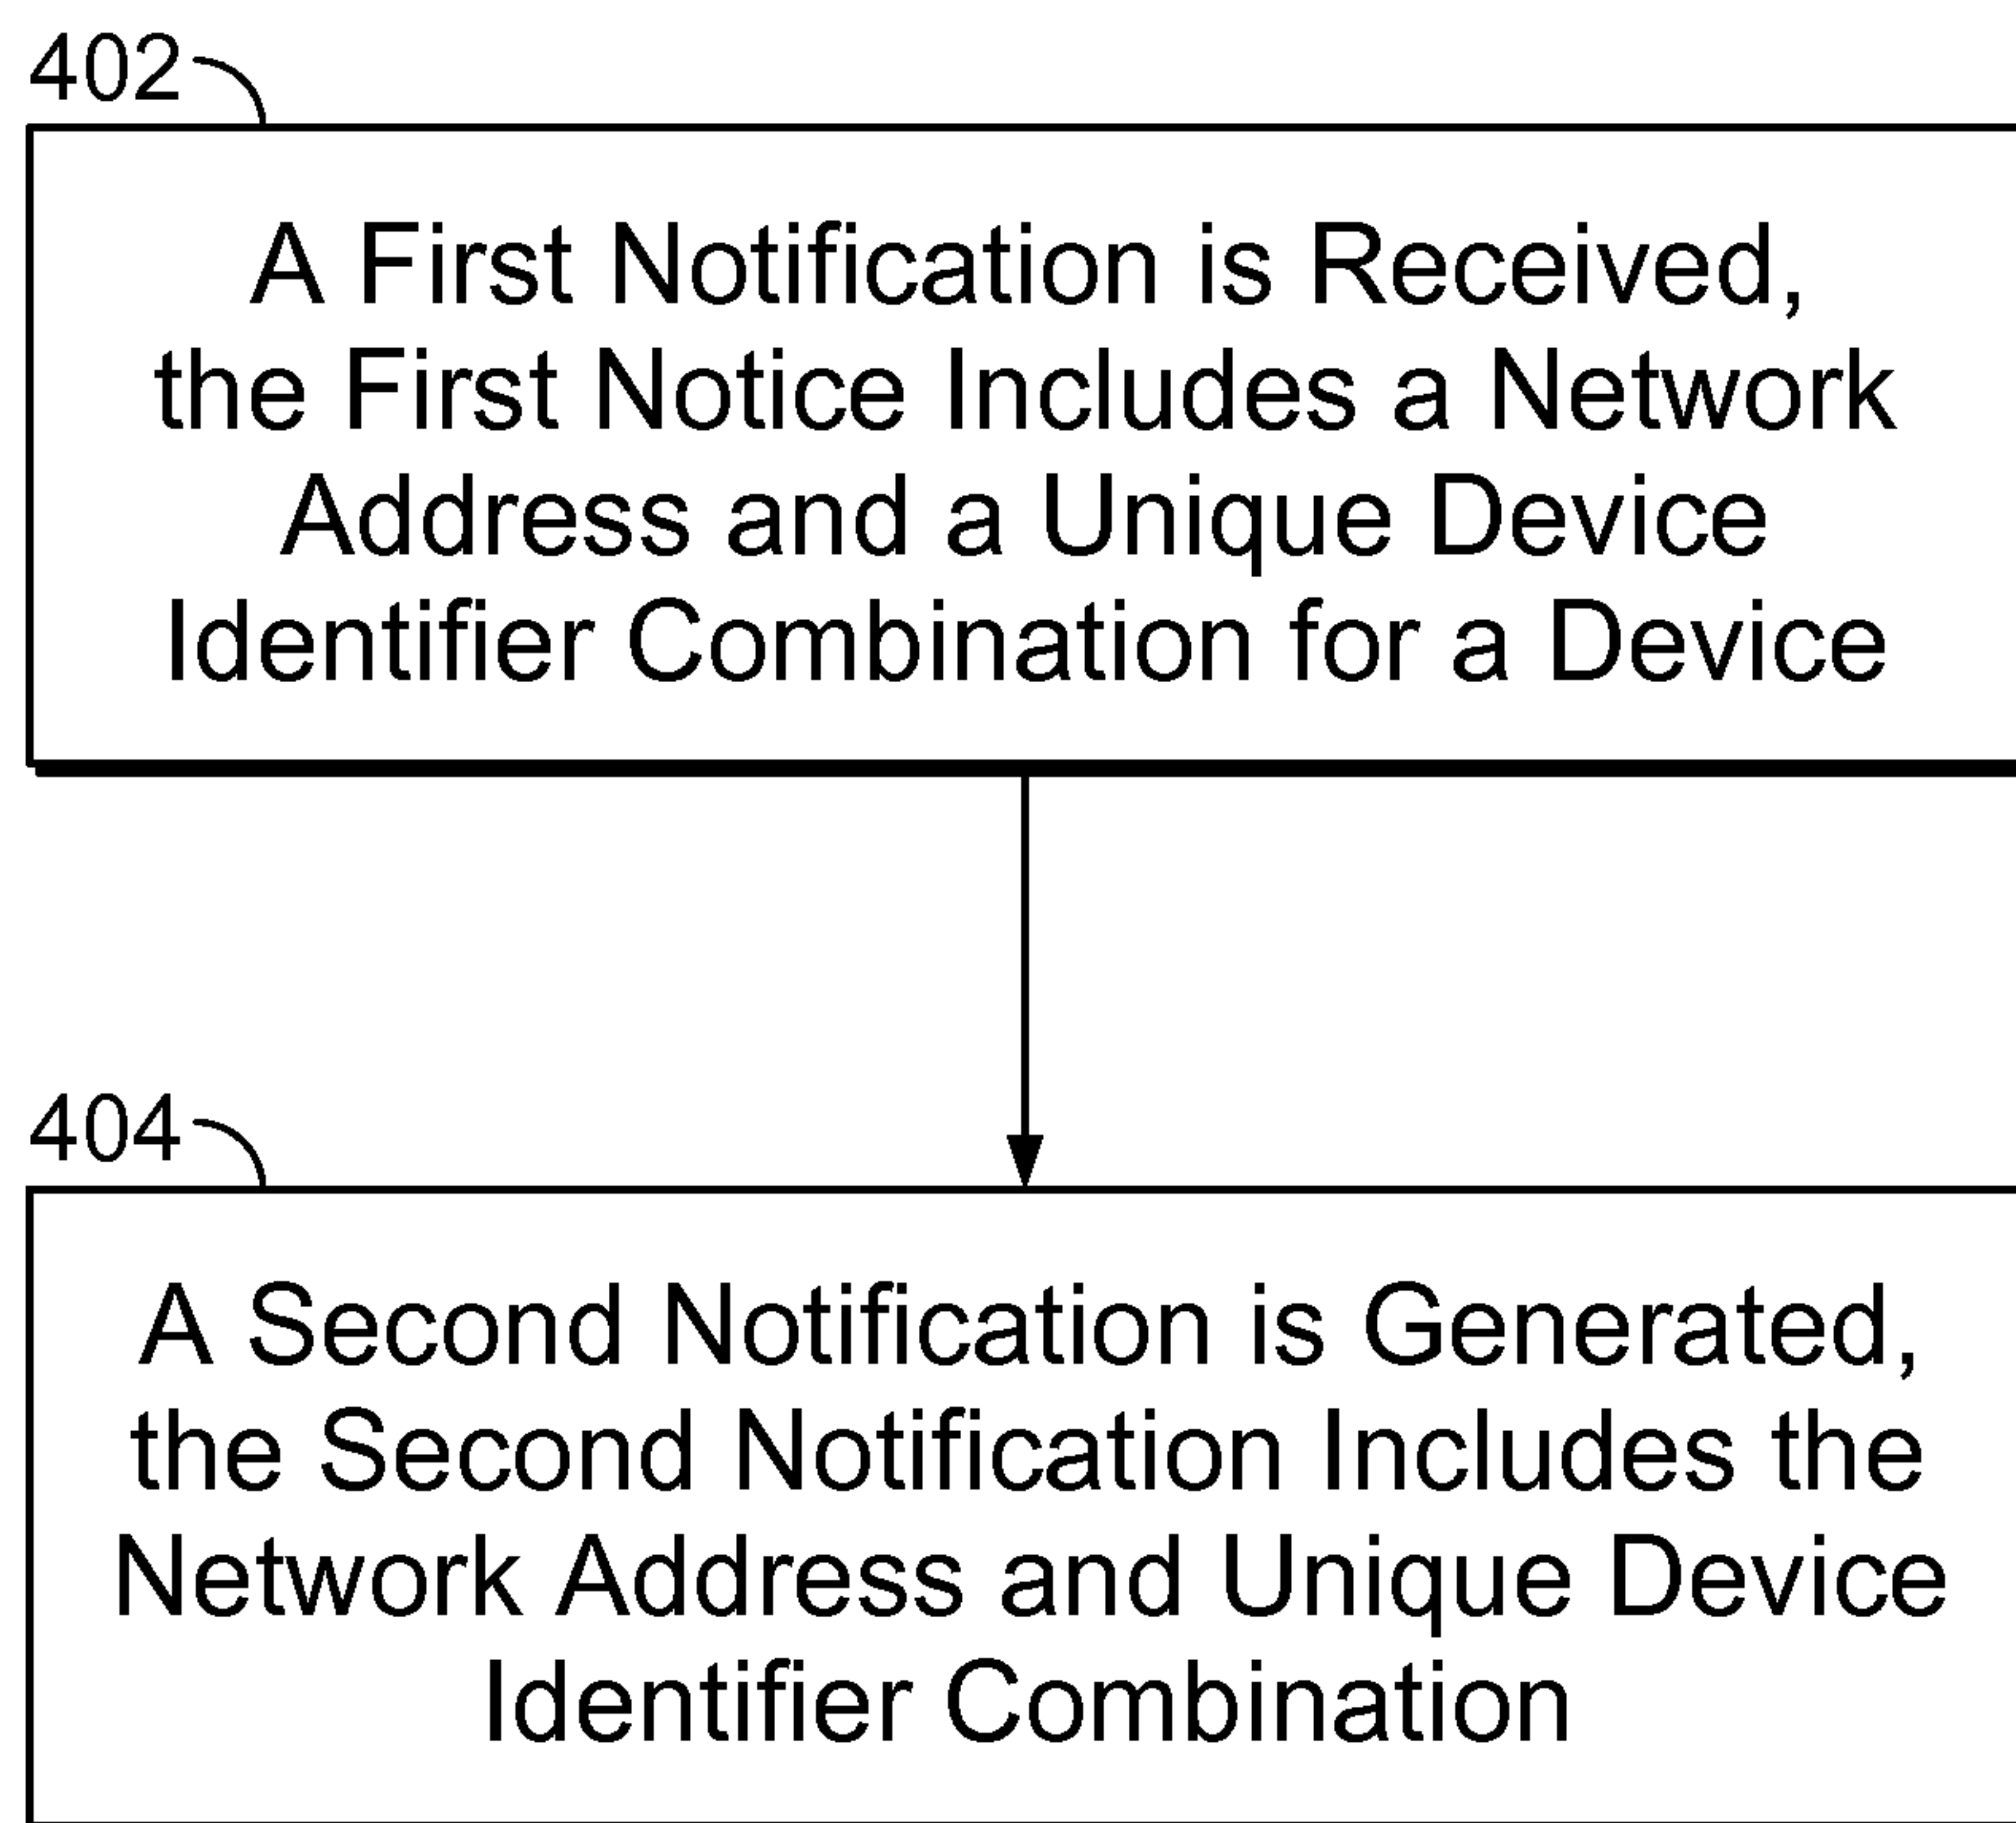 402
A First Notification is Received,
the First Notice Includes a Network
Address and a Unique Device
Identifier Combination for a Device
404
A Second Notification is Generated,
the Second Notification Includes the
Network Address and Unique Device
Identifier Combination